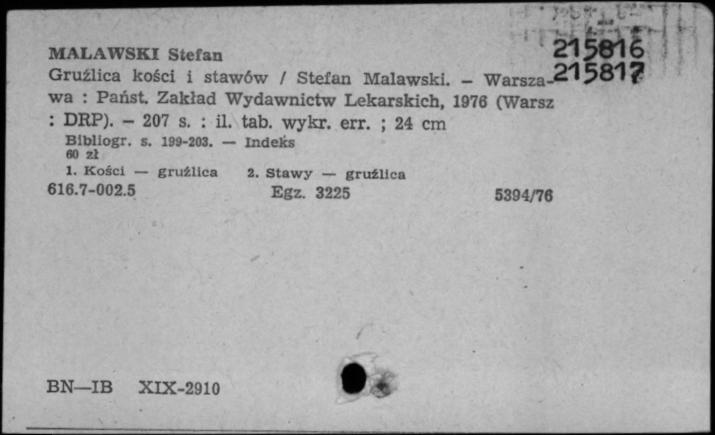 215816
MALAWSKI Stefan
Gruźlica kości i stawów / Stefan Malawski. — Warsza-
215817
wa : Państ. Zakład Wydawnictw Lekarskich, 1976 (Warsz
: DRP). — 207 s. : il. tab. wykr. err. ; 24 cm
Bibliogr. s. 199-203. — Indeks
60 zł
1. Kości — gruźlica 2. Stawy — gruźlica
616.7-002.5 Egz. 3225 5394/76
BN—IB XIX-2910